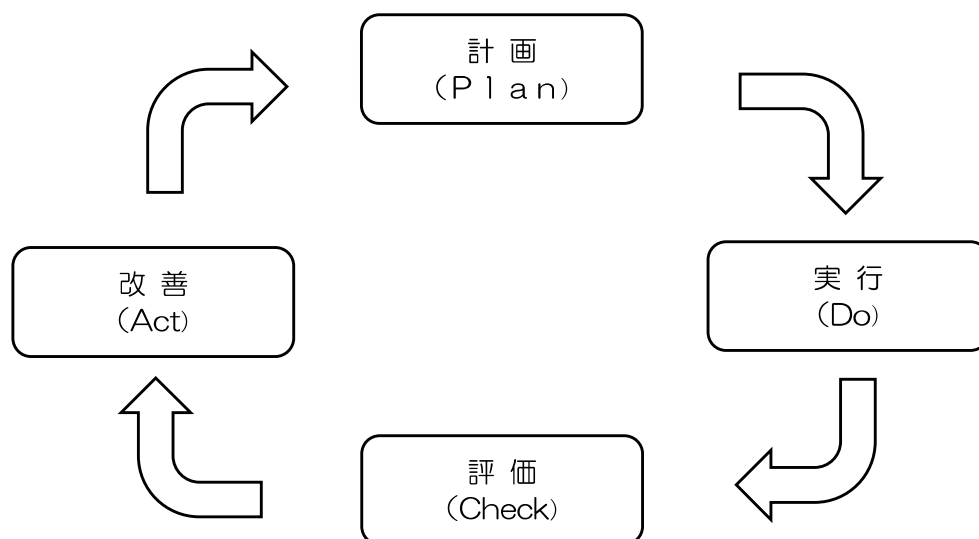 計 画
(Ｐｌａｎ)
実 行
(Do)
評 価
(Check)
改 善
(Act)